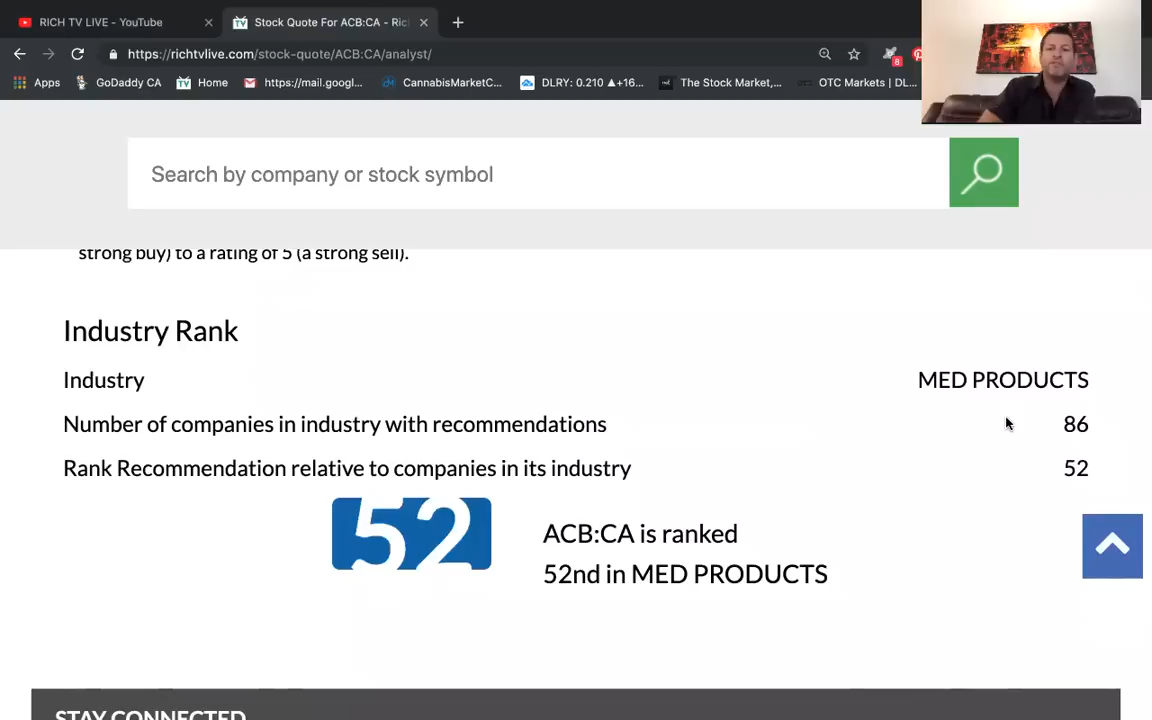 RICH TV LIVE - YouTube
Stock Quote For ACB:CA - Ric
https://richtvlive.com/stock-quote/ACB:CA/analyst/
8
Apps
GoDaddy CA
TV
Home
https://mail.googl...
CannabisMarketC...
DLRY: 0.210 ▲+16...
The Stock Market,...
OTC Markets | DL...
Search by company or stock symbol
strong buy) to a rating of 5 (a strong sell).
Industry Rank
Industry MED PRODUCTS
Number of companies in industry with recommendations 86
Rank Recommendation relative to companies in its industry 52
52
ACB:CA is ranked
52nd in MED PRODUCTS
STAY CONNECTED